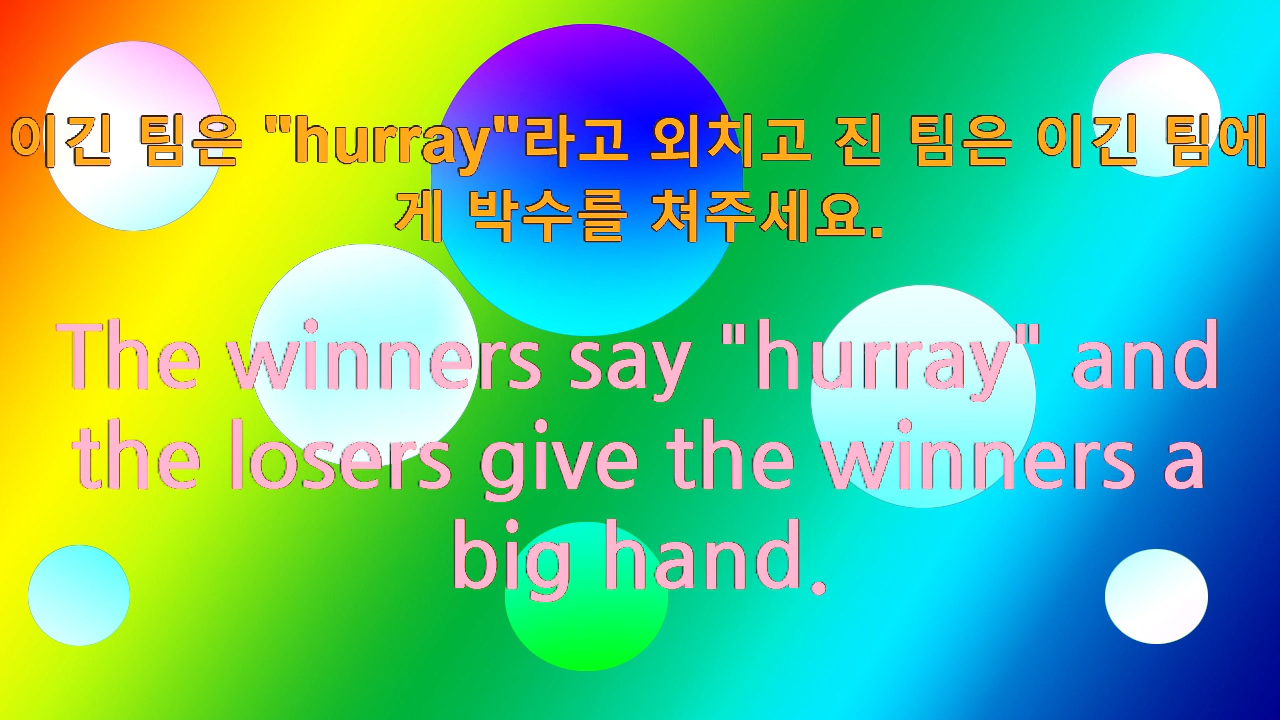 이긴 팀은 "hurray"라고 외치고 진 팀은 이긴 팀에
게 박수를 쳐주세요.
The winners say "hurray" and
the losers give the winners a
big hand.